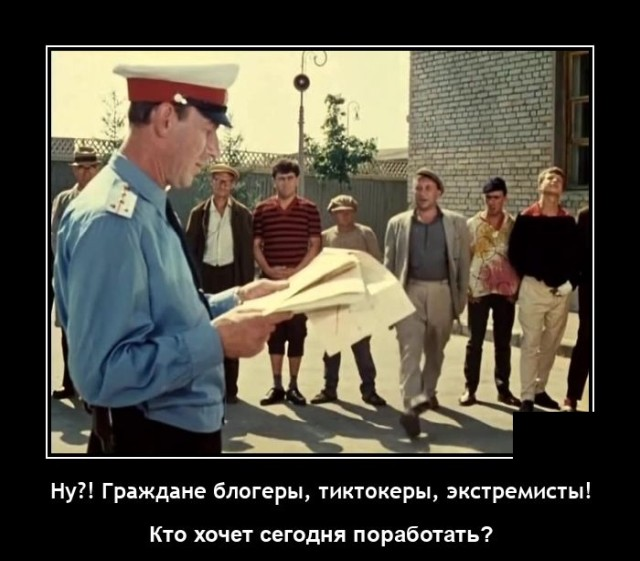 Ну?! Граждане блогеры, тиктокеры, экстремисты!
Кто хочет сегодня поработать?